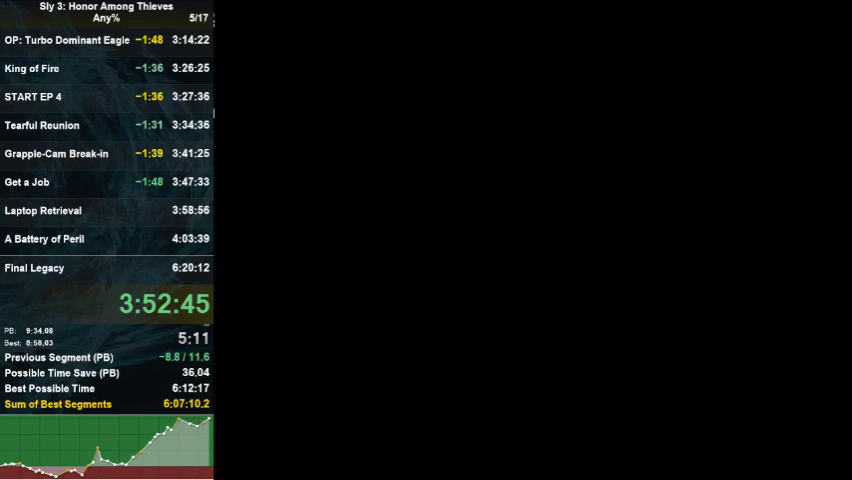 Sly 3: Honor Among Thieves
Any% 5/17
OP: Turbo Dominant Eagle −1:48 3:14:22
King of Fire −1:36 3:26:25
START EP 4 −1:36 3:27:36
Tearful Reunion −1:31 3:34:36
Grapple-Cam Break-in −1:39 3:41:25
Get a Job −1:48 3:47:33
Laptop Retrieval 3:58:56
A Battery of Peril 4:03:39
Final Legacy 6:20:12
3:52:45
PB: 9:34.08
Best: 8:58.03
5:11
Previous Segment (PB) −8.8 / 11.6
Possible Time Save (PB) 36.04
Best Possible Time 6:12:17
Sum of Best Segments 6:07:10.2